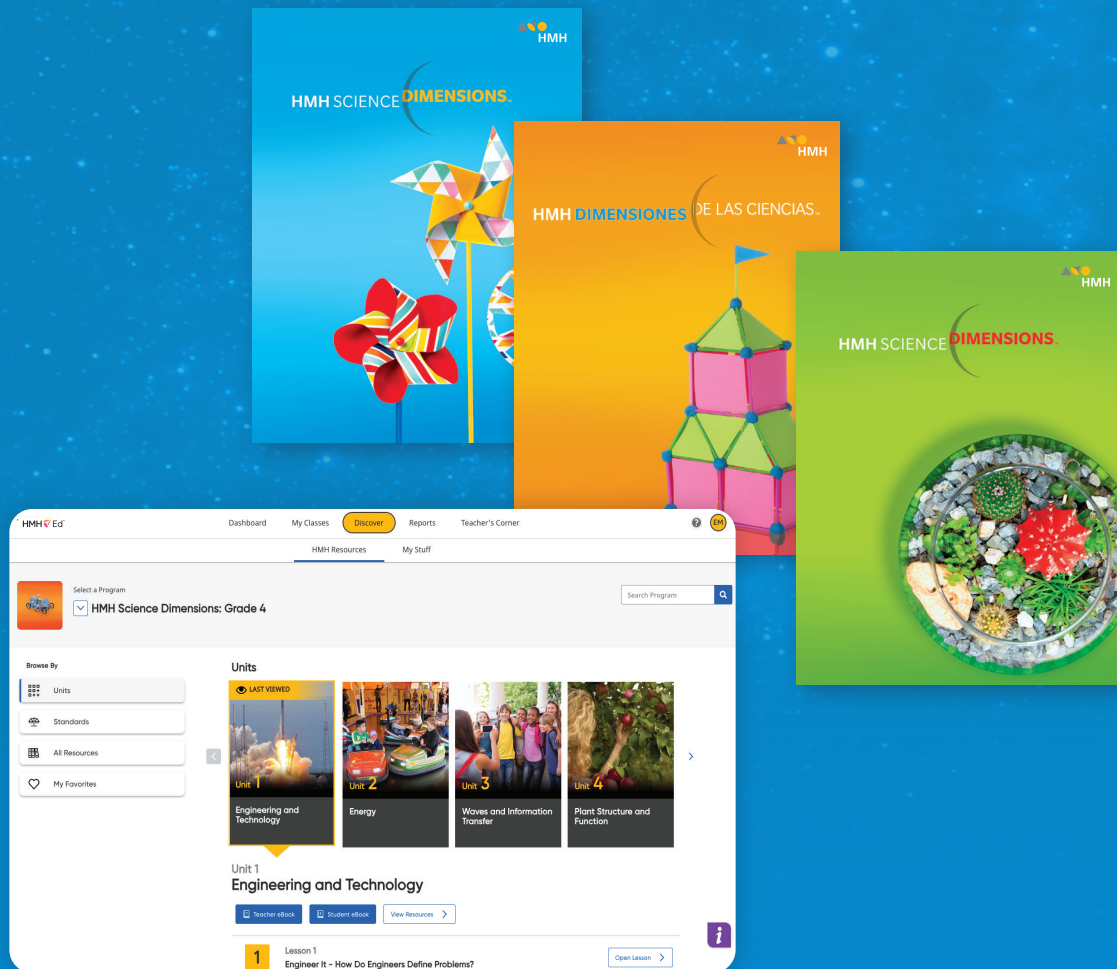 HMH
HMH SCIENCE DIMENSIONS™
HMH
HMH DIMENSIONES DE LAS CIENCIAS™
HMH
HMH SCIENCE DIMENSIONS™
HMH Ed
Dashboard My Classes Discover Reports Teacher's Corner ? EM
HMH Resources My Stuff
Select a Program
HMH Science Dimensions: Grade 4
Search Program
Browse By
Units
Standards
All Resources
My Favorites
Units
LAST VIEWED
Unit 1
Engineering and
Technology
Unit 2
Energy
Unit 3
Waves and Information
Transfer
Unit 4
Plant Structure and
Function
Unit 1
Engineering and Technology
Teacher eBook Student eBook View Resources
1
Lesson 1
Engineer It - How Do Engineers Define Problems?
Open Lesson
i